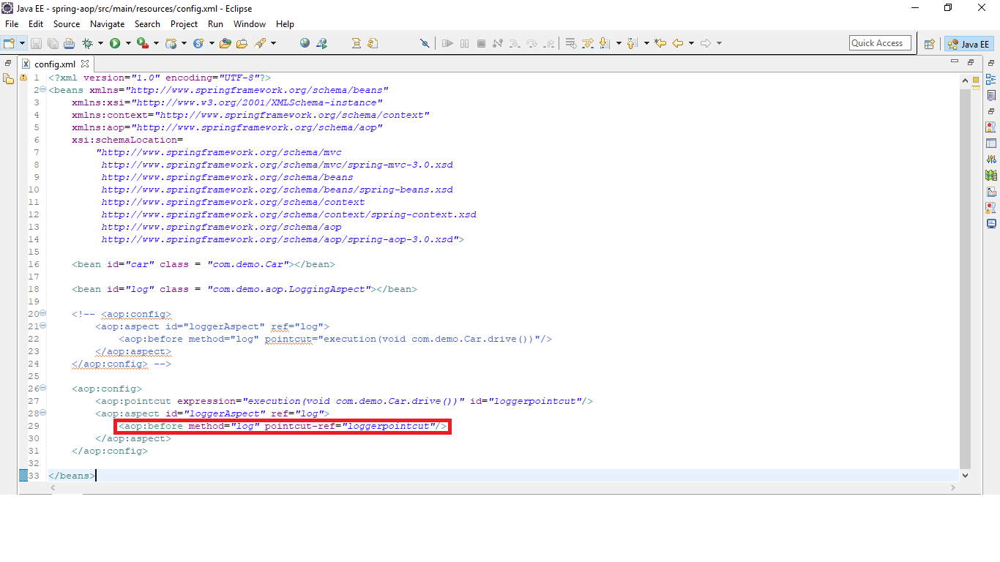 Java EE - spring-aop/src/main/resources/config.xml - Eclipse
File Edit Source Navigate Search Project Run Window Help
Quick Access
Java EE
config.xml
1 <?xml version="1.0" encoding="UTF-8"?>
2 <beans xmlns="http://www.springframework.org/schema/beans"
3 xmlns:xsi="http://www.w3.org/2001/XMLSchema-instance"
4 xmlns:context="http://www.springframework.org/schema/context"
5 xmlns:aop="http://www.springframework.org/schema/aop"
6 xsi:schemaLocation=
7 "http://www.springframework.org/schema/mvc
8 http://www.springframework.org/schema/mvc/spring-mvc-3.0.xsd
9 http://www.springframework.org/schema/beans
10 http://www.springframework.org/schema/beans/spring-beans.xsd
11 http://www.springframework.org/schema/context
12 http://www.springframework.org/schema/context/spring-context.xsd
13 http://www.springframework.org/schema/aop
14 http://www.springframework.org/schema/aop/spring-aop-3.0.xsd">
15
16 <bean id="car" class = "com.demo.Car"></bean>
17
18 <bean id="log" class = "com.demo.aop.LoggingAspect"></bean>
19
20 <!-- <aop:config>
21 <aop:aspect id="loggerAspect" ref="log">
22 <aop:before method="log" pointcut="execution(void com.demo.Car.drive())"/>
23 </aop:aspect>
24 </aop:config> -->
25
26 <aop:config>
27 <aop:pointcut expression="execution(void com.demo.Car.drive())" id="loggerpointcut"/>
28 <aop:aspect id="loggerAspect" ref="log">
29 <aop:before method="log" pointcut-ref="loggerpointcut"/>
30 </aop:aspect>
31 </aop:config>
32
33 </beans>